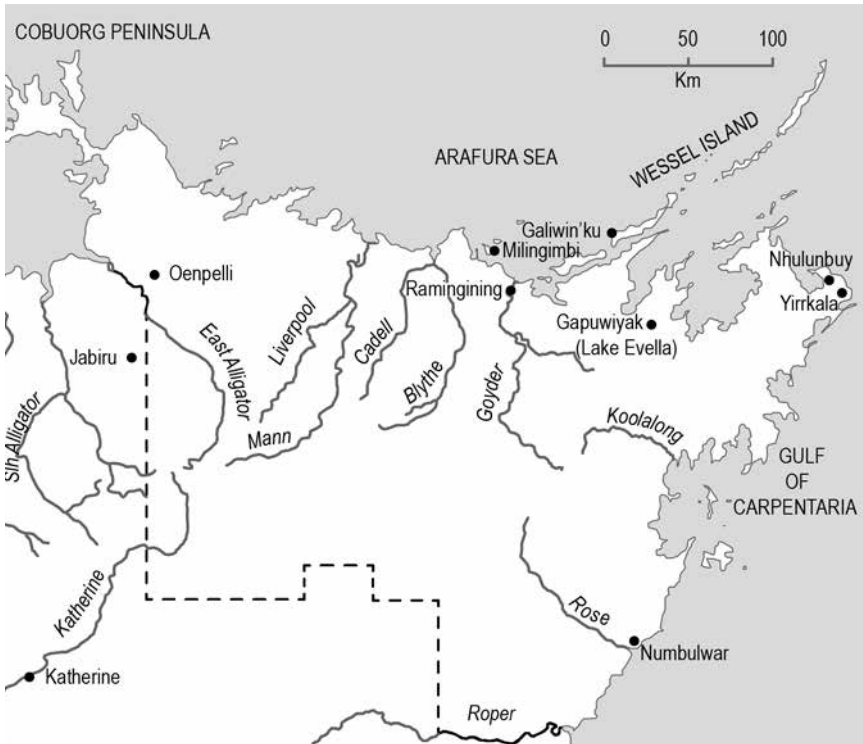 COBUORG PENINSULA
0 50 100
Km
WESSEL ISLAND
ARAFURA SEA
Galiwin'ku
Milingimbi
Nhulunbuy
Oenpelli
Ramingining
Yirrkala
Liverpool
Cadell
Gapuwiyak
(Lake Evella)
East Alligator
Jabiru
Blythe
Goyder
Mann
Koolalong
Sth Alligator
GULF
OF
CARPENTARIA
Katherine
Rose
Numbulwar
Katherine
Roper